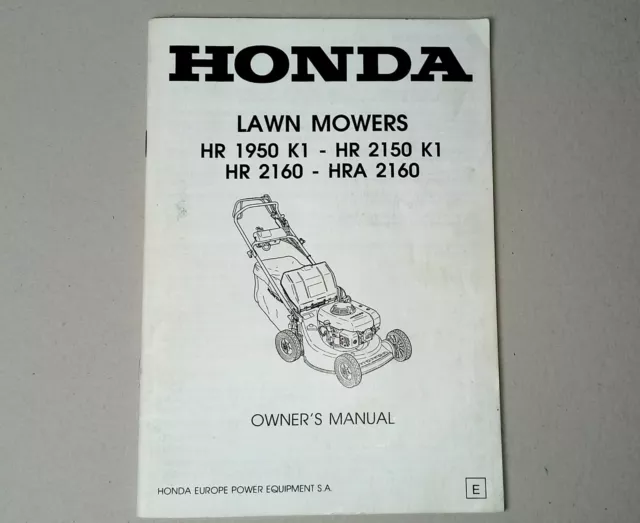 HONDA
LAWN MOWERS
HR 1950 K1 - HR 2150 K1
HR 2160 - HRA 2160
OWNER'S MANUAL
HONDA EUROPE POWER EQUIPMENT S.A.
E